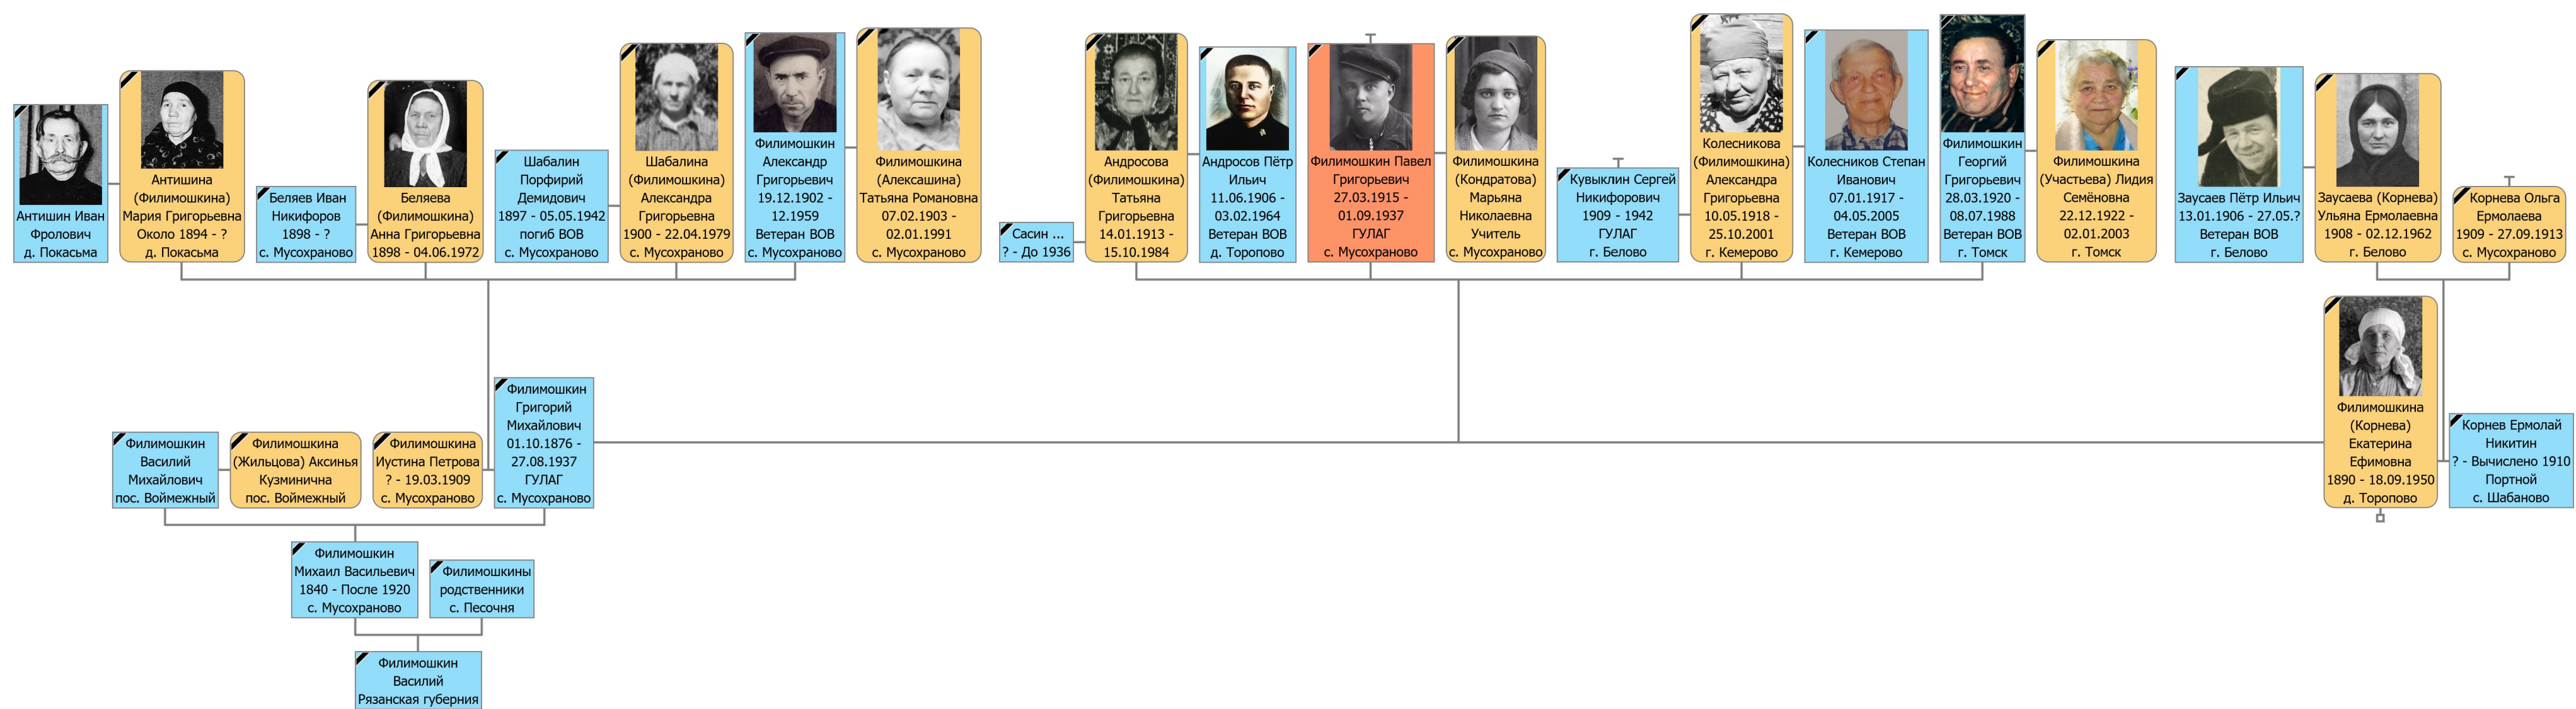 Антишин Иван
Фролович
д. Покасьма
Антишина
(Филимошкина)
Мария Григорьевна
Около 1894 - ?
д. Покасьма
Беляев Иван
Никифоров
1898 - ?
с. Мусохраново
Беляева
(Филимошкина)
Анна Григорьевна
1898 - 04.06.1972
Шабалин
Порфирий
Демидович
1897 - 05.05.1942
погиб ВОВ
с. Мусохраново
Шабалина
(Филимошкина)
Александра
Григорьевна
1900 - 22.04.1979
с. Мусохраново
Филимошкин
Александр
Григорьевич
19.12.1902 -
12.1959
Ветеран ВОВ
с. Мусохраново
Филимошкина
(Алексашина)
Татьяна Романовна
07.02.1903 -
02.01.1991
с. Мусохраново
Сасин ...
? - До 1936
Андросова
(Филимошкина)
Татьяна
Григорьевна
14.01.1913 -
15.10.1984
Андросов Пётр
Ильич
11.06.1906 -
03.02.1964
Ветеран ВОВ
д. Торопово
Филимошкин Павел
Григорьевич
27.03.1915 -
01.09.1937
ГУЛАГ
с. Мусохраново
Филимошкина
(Кондратова)
Марьяна
Николаевна
Учитель
с. Мусохраново
Кувыклин Сергей
Никифорович
1909 - 1942
ГУЛАГ
г. Белово
Колесникова
(Филимошкина)
Александра
Григорьевна
10.05.1918 -
25.10.2001
г. Кемерово
Колесников Степан
Иванович
07.01.1917 -
04.05.2005
Ветеран ВОВ
г. Кемерово
Филимошкин
Георгий
Григорьевич
28.03.1920 -
08.07.1988
Ветеран ВОВ
г. Томск
Филимошкина
(Участьева) Лидия
Семёновна
22.12.1922 -
02.01.2003
г. Томск
Заусаев Пётр Ильич
13.01.1906 - 27.05.?
Ветеран ВОВ
г. Белово
Заусаева (Корнева)
Ульяна Ермолаевна
1908 - 02.12.1962
г. Белово
Корнева Ольга
Ермолаева
1909 - 27.09.1913
с. Мусохраново
Филимошкин
Василий
Михайлович
пос. Воймежный
Филимошкина
(Жильцова) Аксинья
Кузминична
пос. Воймежный
Филимошкина
Иустина Петрова
? - 19.03.1909
с. Мусохраново
Филимошкин
Григорий
Михайлович
01.10.1876 -
27.08.1937
ГУЛАГ
с. Мусохраново
Филимошкина
(Корнева)
Екатерина
Ефимовна
1890 - 18.09.1950
д. Торопово
Корнев Ермолай
Никитин
? - Вычислено 1910
Портной
с. Шабаново
Филимошкин
Михаил Васильевич
1840 - После 1920
с. Мусохраново
Филимошкины
родственники
с. Песочня
Филимошкин
Василий
Рязанская губерния